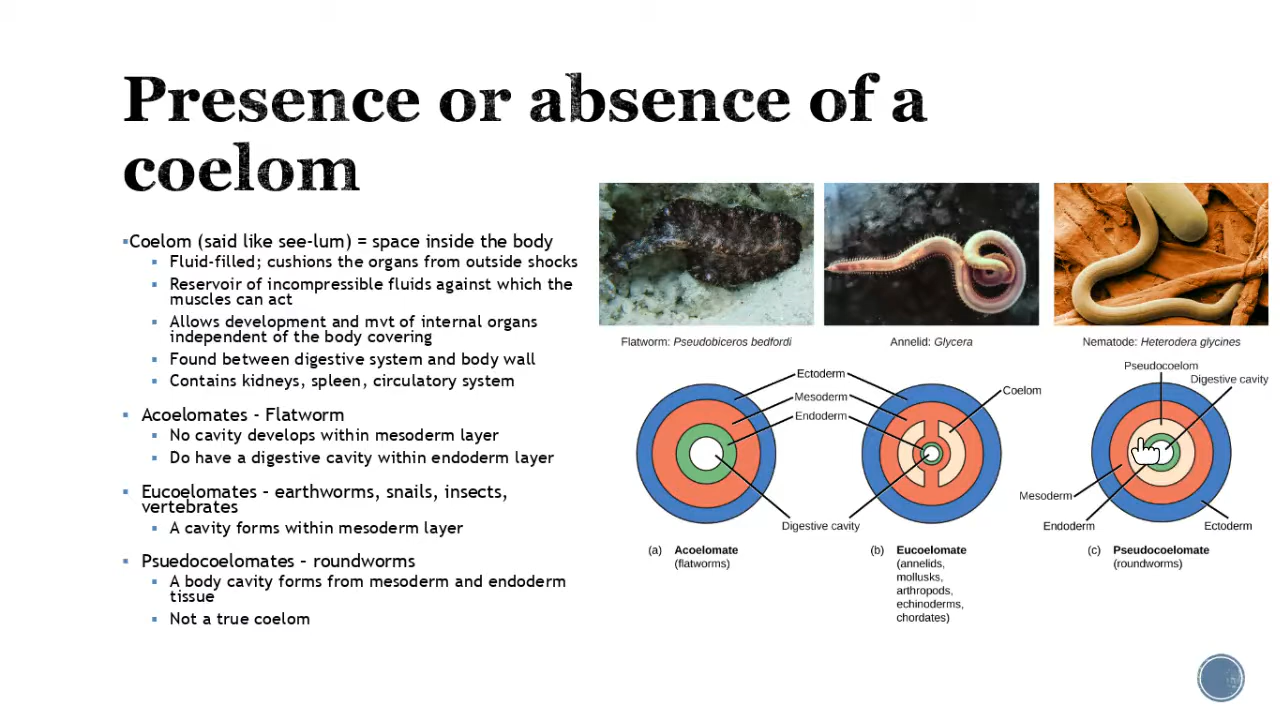 Presence or absence of a
coelom
▪Coelom (said like see-lum) = space inside the body
▪ Fluid-filled; cushions the organs from outside shocks
▪ Reservoir of incompressible fluids against which the
muscles can act
▪ Allows development and mvt of internal organs
independent of the body covering
▪ Found between digestive system and body wall
▪ Contains kidneys, spleen, circulatory system
▪ Acoelomates - Flatworm
▪ No cavity develops within mesoderm layer
▪ Do have a digestive cavity within endoderm layer
▪ Eucoelomates – earthworms, snails, insects,
vertebrates
▪ A cavity forms within mesoderm layer
▪ Psuedocoelomates – roundworms
▪ A body cavity forms from mesoderm and endoderm
tissue
▪ Not a true coelom
Flatworm: Pseudobiceros bedfordi
Annelid: Glycera
Nematode: Heterodera glycines
Ectoderm
Mesoderm
Endoderm
Coelom
Digestive cavity
Pseudocoelom
Digestive cavity
Mesoderm
Endoderm
Ectoderm
(a) Acoelomate
(flatworms)
(b) Eucoelomate
(annelids,
mollusks,
arthropods,
echinoderms,
chordates)
(c) Pseudocoelomate
(roundworms)